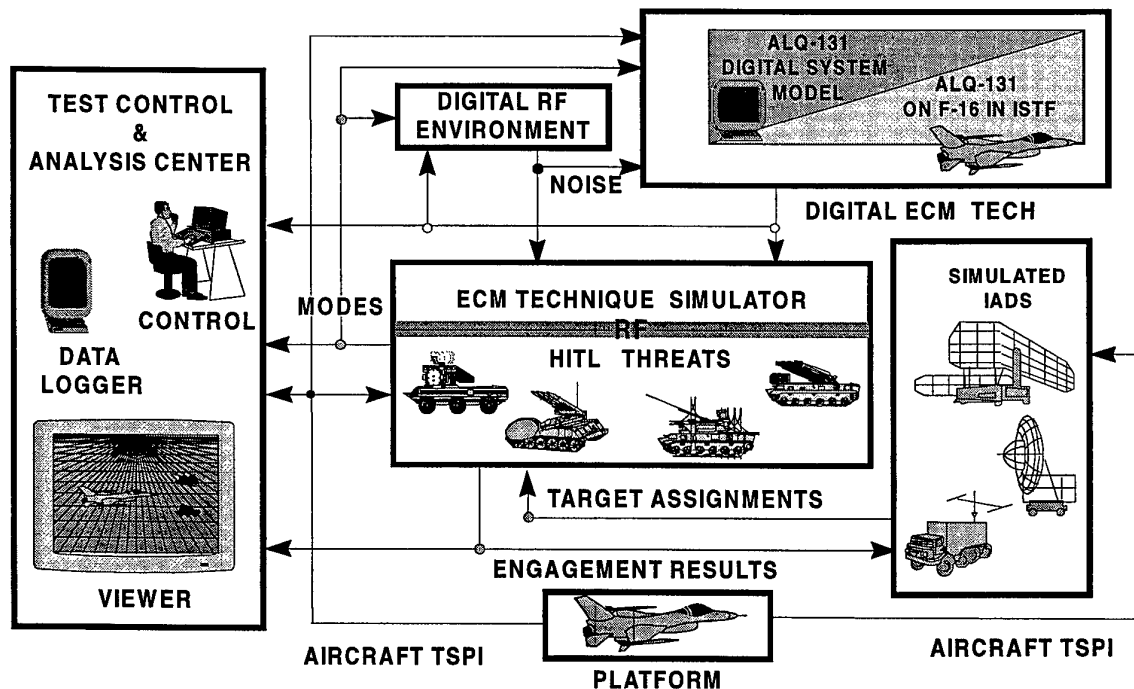 TEST CONTROL
&
ANALYSIS CENTER
CONTROL
DATA
LOGGER
VIEWER
MODES
DIGITAL RF
ENVIRONMENT
NOISE
ALQ-131
DIGITAL SYSTEM
MODEL
ALQ-131
ON F-16 IN ISTF
DIGITAL ECM TECH
ECM TECHNIQUE SIMULATOR
RF
HITL THREATS
SIMULATED
IADS
TARGET ASSIGNMENTS
ENGAGEMENT RESULTS
AIRCRAFT TSPI
PLATFORM
AIRCRAFT TSPI